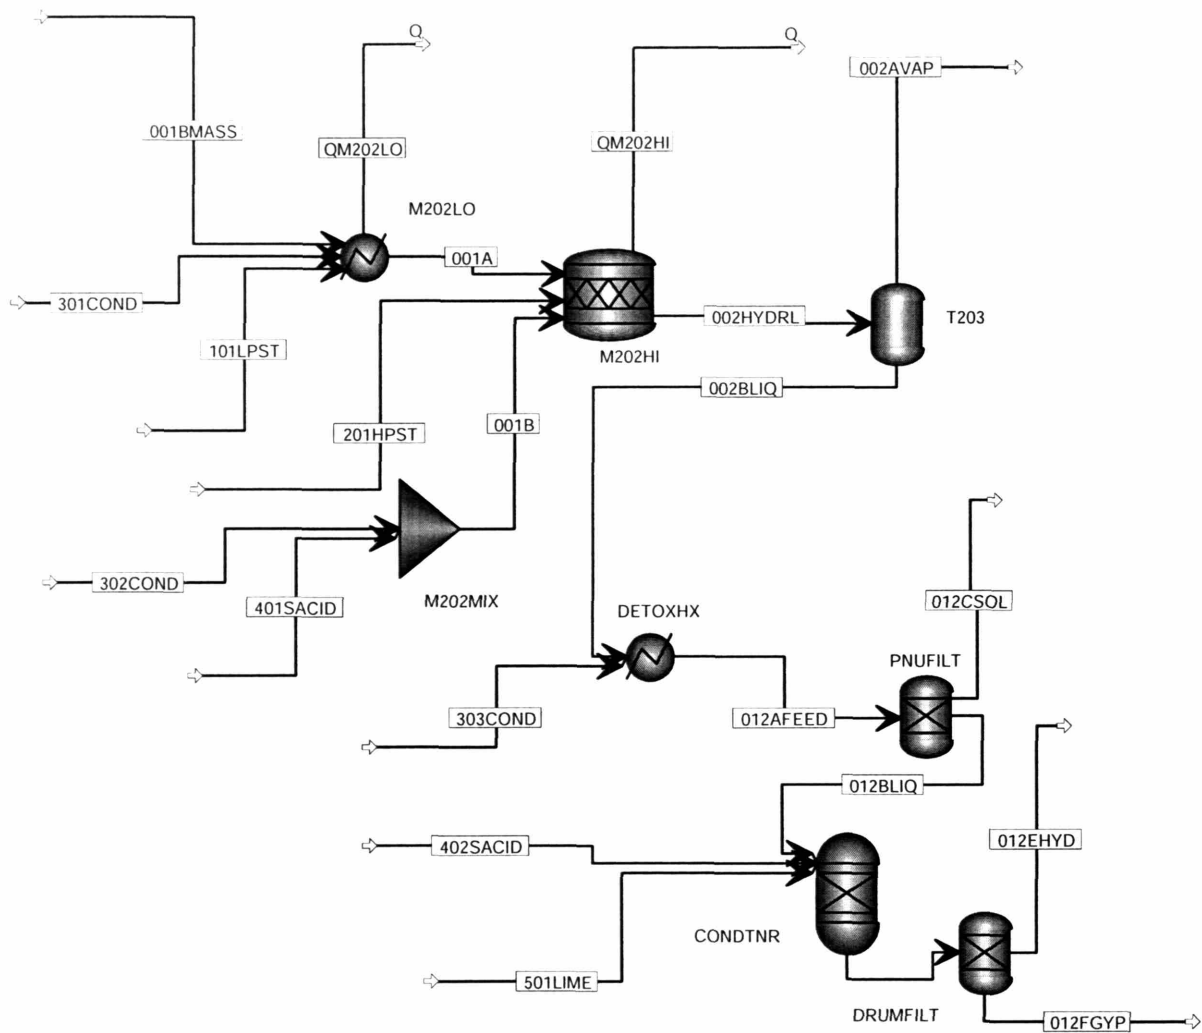 Q
Q
002AVAP
001BMASS
QM202LO
QM202HI
M202LO
001A
301COND
002HYDRL
T203
101LPST
M202HI
002BLIQ
201HPST
001B
302COND
401SACID
M202MIX
DETOXHX
012CSOL
PNUFILT
303COND
012AFEED
012BLIQ
402SACID
012EHYD
CONDTNR
501LIME
DRUMFILT
012FGYP